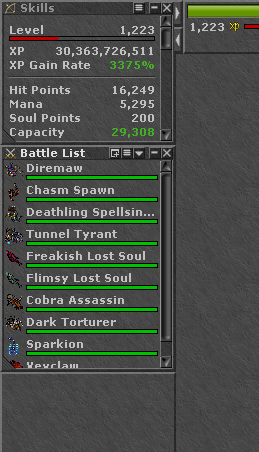 Skills
Level 1,223
XP 30,363,726,511
XP Gain Rate 3375%
Hit Points 16,249
Mana 5,295
Soul Points 200
Capacity 29,308
1,223 XP
Battle List
Diremaw
Chasm Spawn
Deathling Spellsin...
Tunnel Tyrant
Freakish Lost Soul
Flimsy Lost Soul
Cobra Assassin
Dark Torturer
Sparkion